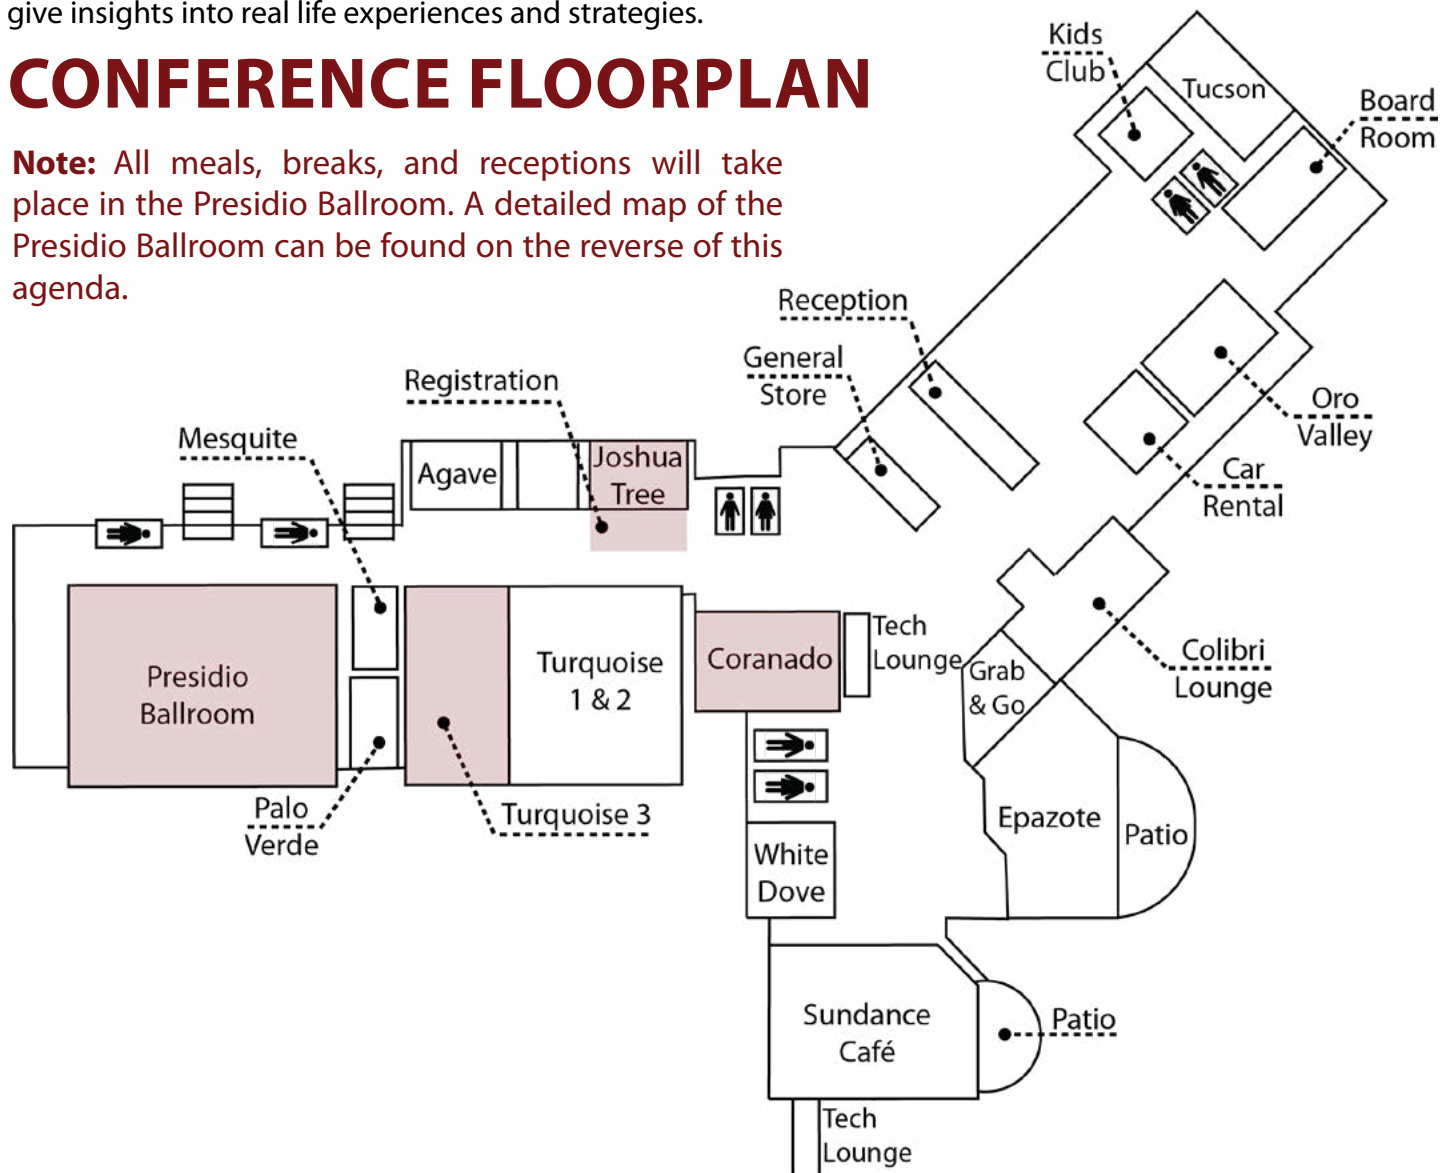 give insights into real life experiences and strategies.
CONFERENCE FLOORPLAN
Note: All meals, breaks, and receptions will take
place in the Presidio Ballroom. A detailed map of the
Presidio Ballroom can be found on the reverse of this
agenda.
Kids
Club
Tucson
Board
Room
Reception
General
Store
Registration
Mesquite
Agave
Joshua
Tree
Oro
Valley
Car
Rental
Presidio
Ballroom
Turquoise
1 & 2
Coranado
Tech
Lounge
Grab
& Go
Colibri
Lounge
Palo
Verde
Turquoise 3
White
Dove
Epazote
Patio
Sundance
Café
Patio
Tech
Lounge